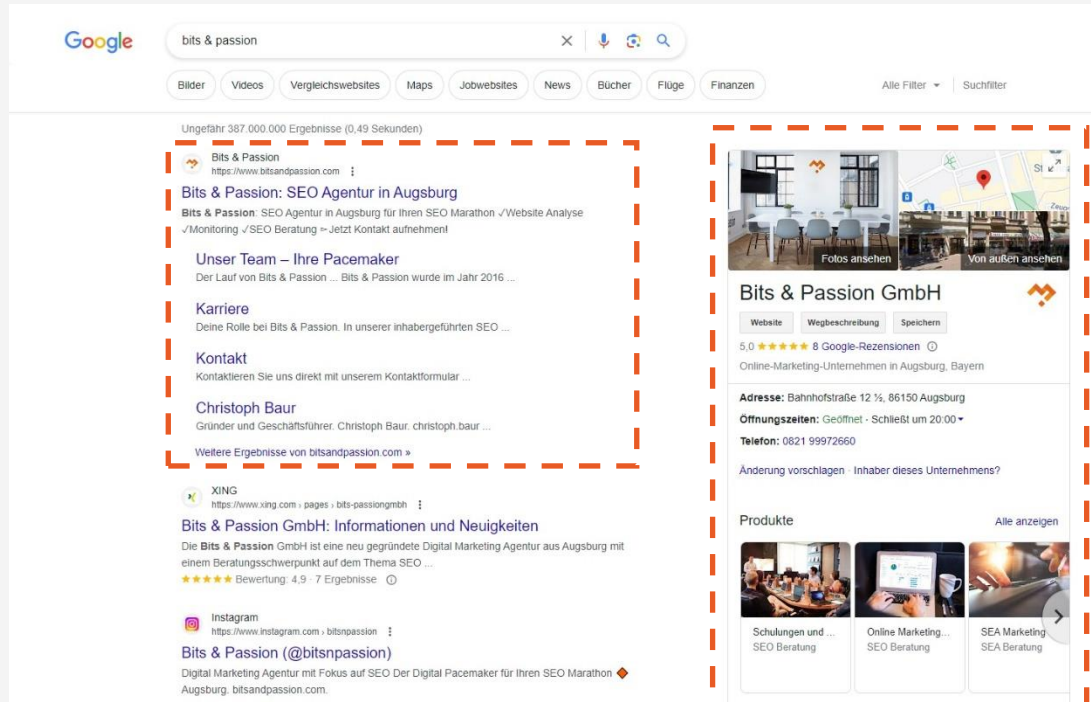 Google
bits & passion
Bilder
Videos
Vergleichswebsites
Maps
Jobwebsites
News
Bücher
Flüge
Finanzen
Alle Filter
Suchfilter
Ungefähr 387.000.000 Ergebnisse (0,49 Sekunden)
Bits & Passion
https://www.bitsandpassion.com
Bits & Passion: SEO Agentur in Augsburg
Bits & Passion: SEO Agentur in Augsburg für Ihren SEO Marathon ✓Website Analyse
✓Monitoring ✓SEO Beratung ➣ Jetzt Kontakt aufnehmen!
Unser Team – Ihre Pacemaker
Der Lauf von Bits & Passion ... Bits & Passion wurde im Jahr 2016 ...
Karriere
Deine Rolle bei Bits & Passion. In unserer inhabergeführten SEO ...
Kontakt
Kontaktieren Sie uns direkt mit unserem Kontaktformular ...
Christoph Baur
Gründer und Geschäftsführer. Christoph Baur. christoph.baur ...
Weitere Ergebnisse von bitsandpassion.com »
XING
https://www.xing.com › pages › bits-passiongmbh
Bits & Passion GmbH: Informationen und Neuigkeiten
Die Bits & Passion GmbH ist eine neu gegründete Digital Marketing Agentur aus Augsburg mit
einem Beratungsschwerpunkt auf dem Thema SEO ...
★★★★★ Bewertung: 4,9 · 7 Ergebnisse
Instagram
https://www.instagram.com › bitsnpassion
Bits & Passion (@bitsnpassion)
Digital Marketing Agentur mit Fokus auf SEO Der Digital Pacemaker für Ihren SEO Marathon
Augsburg. bitsandpassion.com.
Fotos ansehen
Von außen ansehen
Bits & Passion GmbH
Website
Wegbeschreibung
Speichern
5,0 ★★★★★ 8 Google-Rezensionen
Online-Marketing-Unternehmen in Augsburg, Bayern
Adresse: Bahnhofstraße 12 ½, 86150 Augsburg
Öffnungszeiten: Geöffnet · Schließt um 20:00
Telefon: 0821 99972660
Änderung vorschlagen · Inhaber dieses Unternehmens?
Produkte
Alle anzeigen
Schulungen und ...
SEO Beratung
Online Marketing...
SEO Beratung
SEA Marketing
SEA Beratung